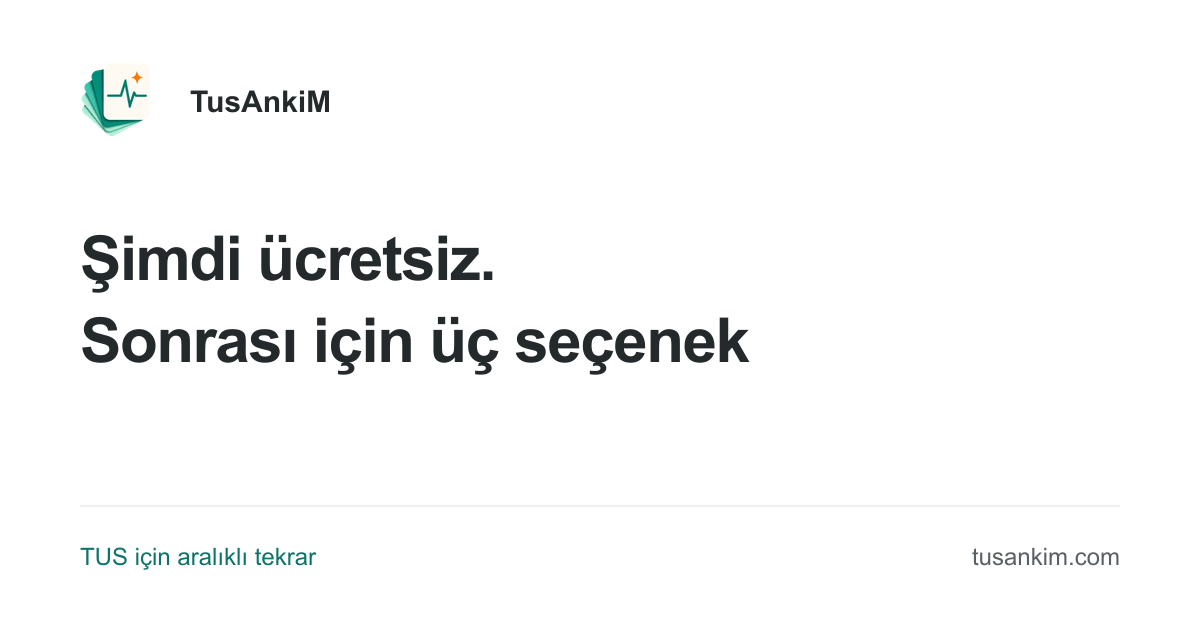 TusAnkiM
Şimdi ücretsiz.
Sonrası için üç seçenek
TUS için aralıklı tekrar
tusankim.com